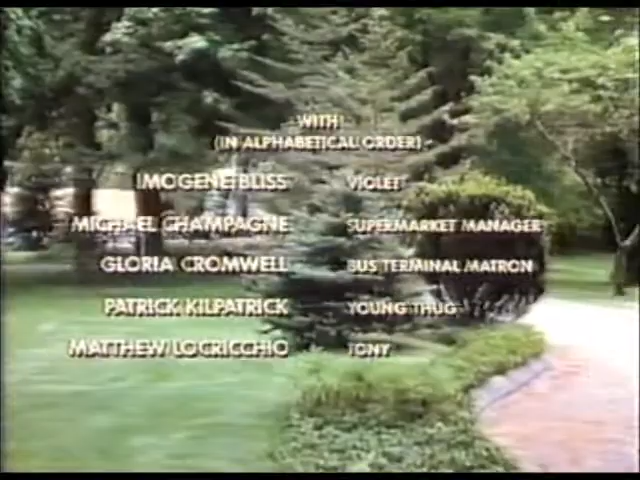 WITH
(IN ALPHABETICAL ORDER)
IMOGENE BLISS VIOLET
MICHAEL CHAMPAGNE SUPERMARKET MANAGER
GLORIA CROMWELL BUS TERMINAL MATRON
PATRICK KILPATRICK YOUNG THUG
MATTHEW LOCRICCHIO TONY